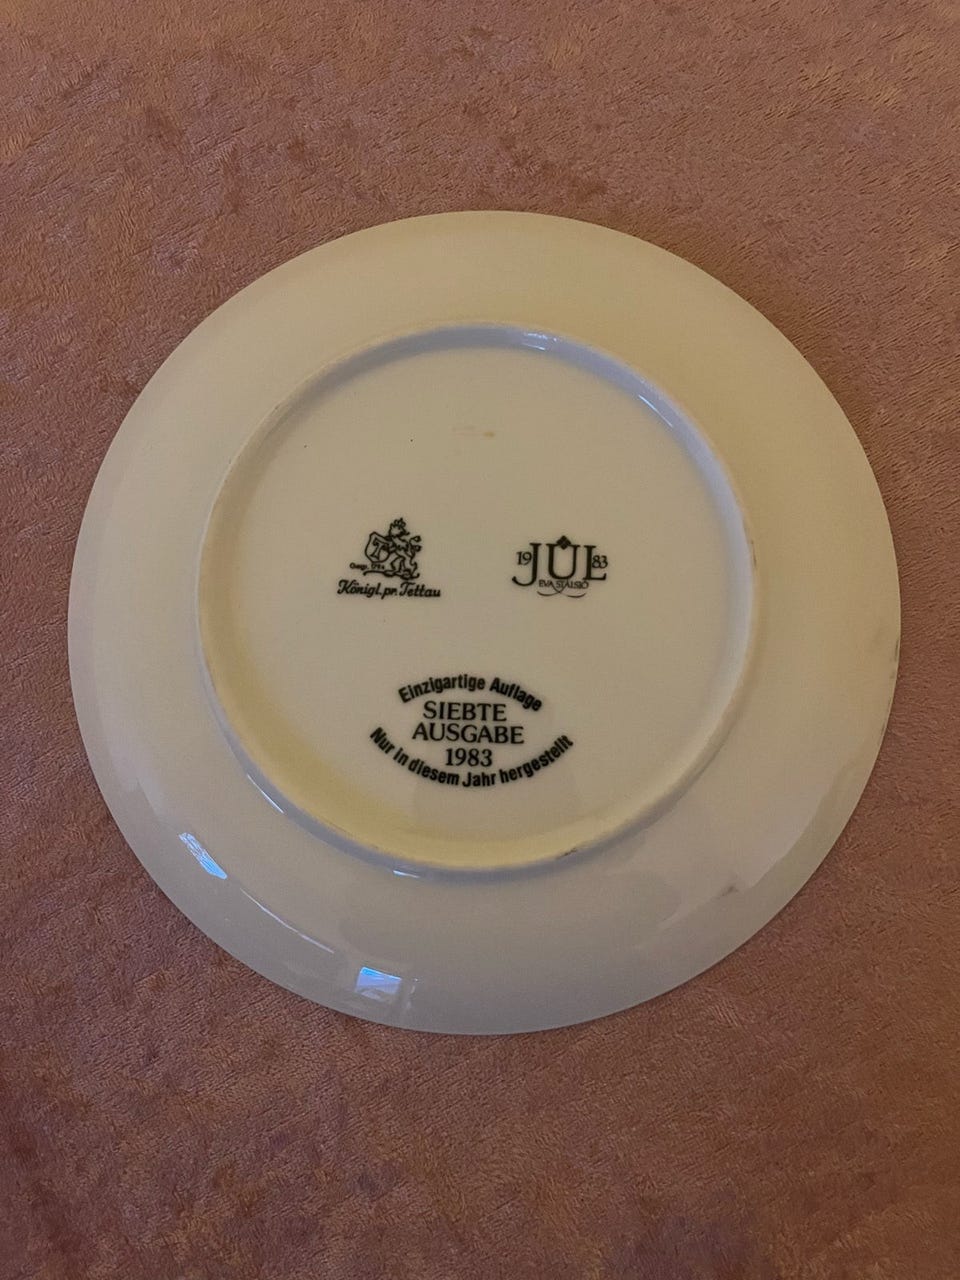 Königl. pr. Tettau
19 JUL 83
EVA STÅLSJÖ
Einzigartige Auflage
SIEBTE
AUSGABE
1983
Nur in diesem Jahr hergestellt